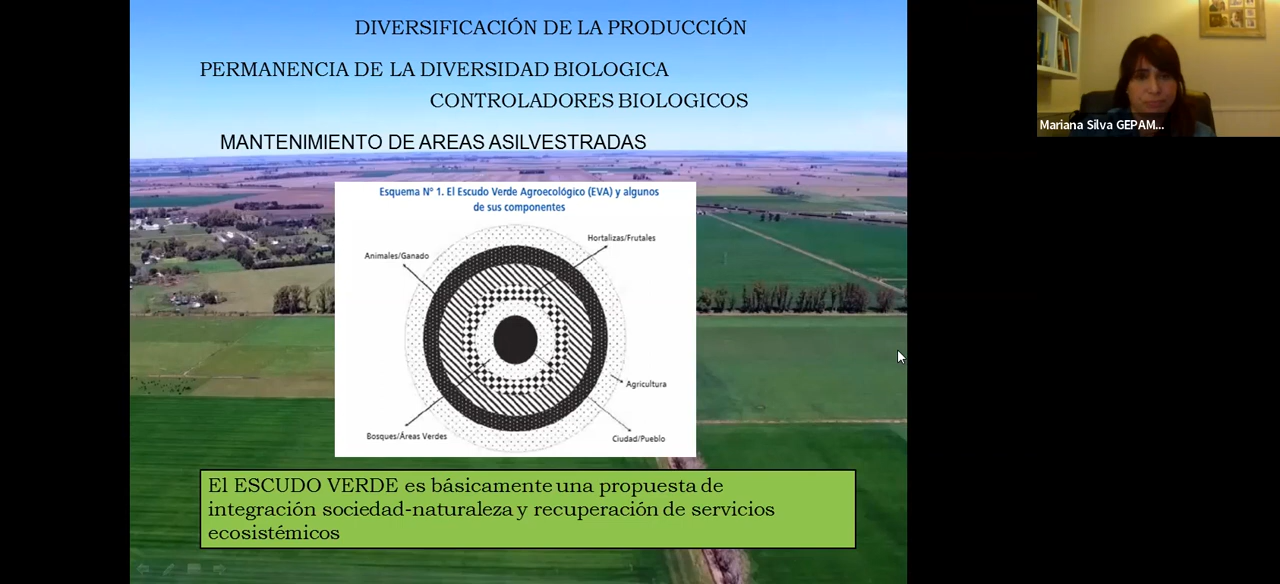 DIVERSIFICACIÓN DE LA PRODUCCIÓN
PERMANENCIA DE LA DIVERSIDAD BIOLOGICA
CONTROLADORES BIOLOGICOS
MANTENIMIENTO DE AREAS ASILVESTRADAS
Esquema Nº 1. El Escudo Verde Agroecológico (EVA) y algunos
de sus componentes
Hortalizas/Frutales
Animales/Ganado
Agricultura
Bosques/Áreas Verdes
Ciudad/Pueblo
El ESCUDO VERDE es básicamente una propuesta de
integración sociedad-naturaleza y recuperación de servicios
ecosistémicos
Mariana Silva GEPAM...